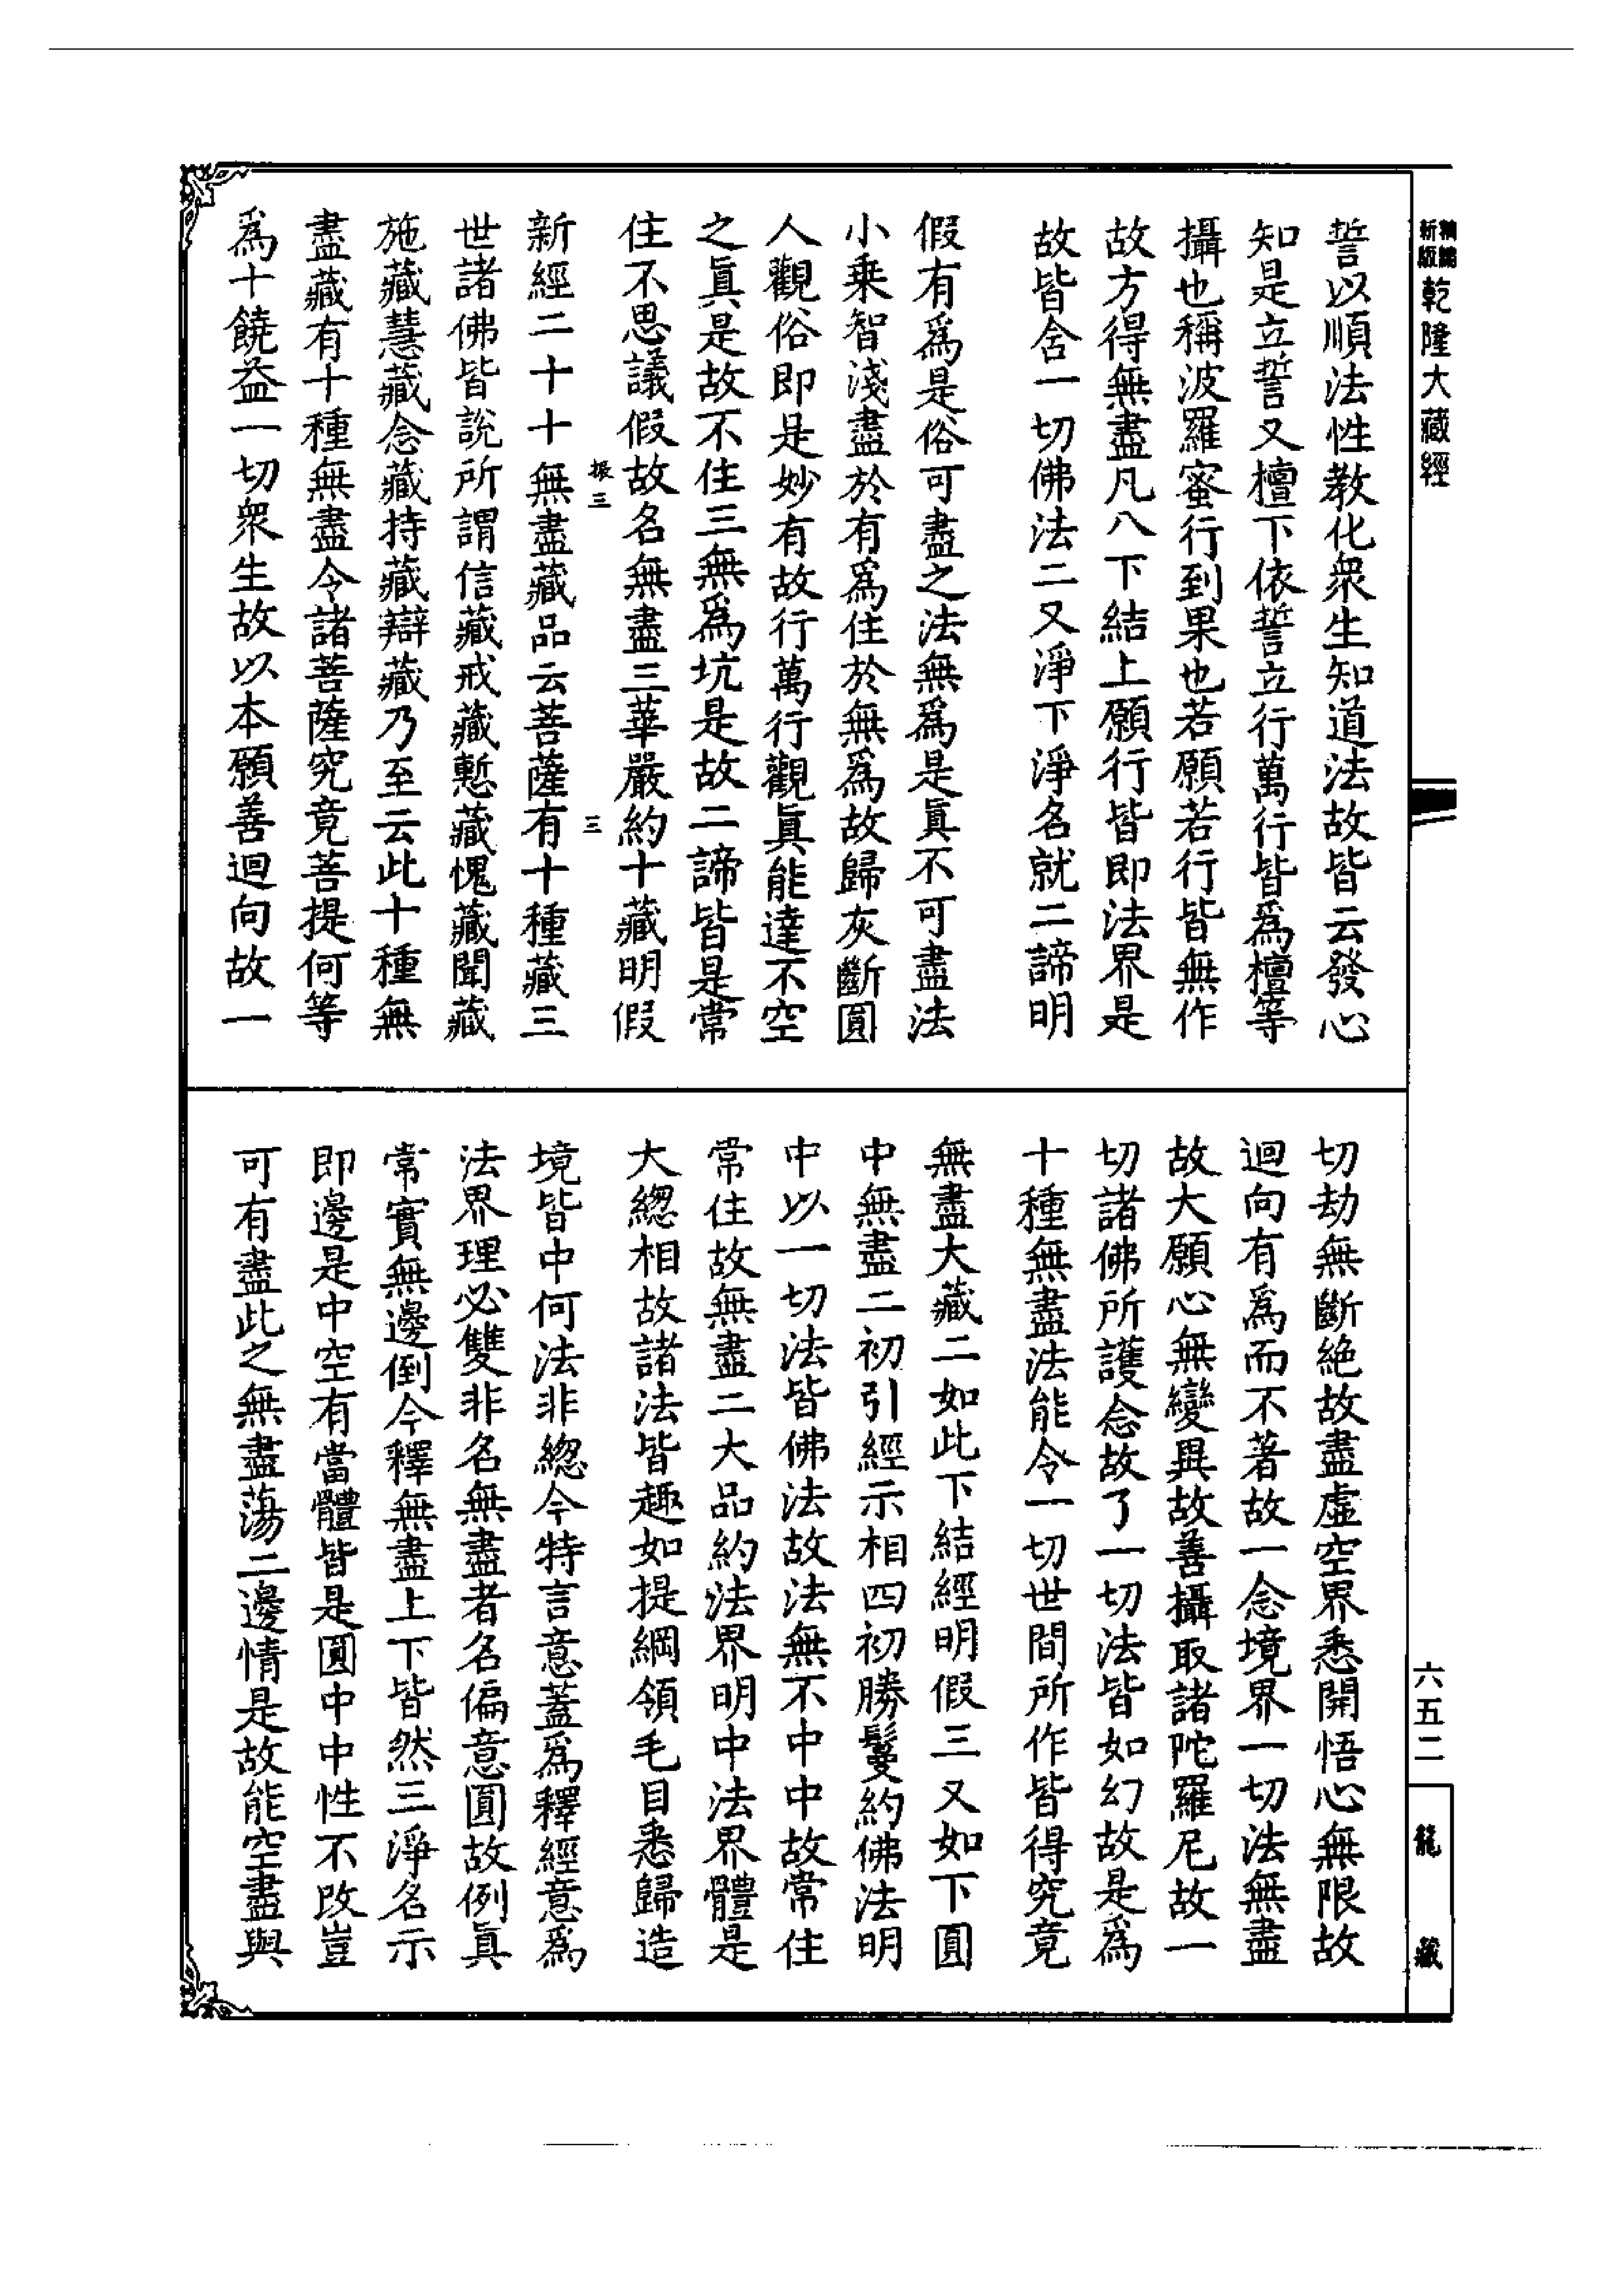 精編新版乾隆大藏經
誓以順法性教化衆生知道法故皆云發心
知是立誓又檀下依誓立行萬行皆爲檀等
攝也稱波羅蜜行到果也若願若行皆無作
故方得無盡凡八下結上願行皆即法界是
故皆含一切佛法二又淨下淨名就二諦明
假有爲是俗可盡之法無爲是眞不可盡法
小乘智淺盡於有爲住於無爲故歸灰斷圓
人觀俗即是妙有故行萬行觀眞能達不空
之眞是故不住三無爲坑是故二諦皆是常
住不思議假故名無盡三華嚴約十藏明假
振三
三
新經二十十無盡藏品云菩薩有十種藏三
世諸佛皆說所謂信藏戒藏慙藏愧藏聞藏
施藏慧藏念藏持藏辯藏乃至云此十種無
盡藏有十種無盡令諸菩薩究竟菩提何等
爲十饒益一切衆生故以本願善迴向故一
切劫無斷絶故盡虛空界悉開悟心無限故
迴向有爲而不著故一念境界一切法無盡
故大願心無變異故善攝取諸陀羅尼故一
切諸佛所護念故了一切法皆如幻故是爲
十種無盡法能令一切世間所作皆得究竟
無盡大藏二如此下結經明假三又如下圓
中無盡二初引經示相四初勝鬘約佛法明
中以一切法皆佛法故法無不中中故常住
常住故無盡二大品約法界明中法界體是
大緫相故諸法皆趣如提綱領毛目悉歸造
境皆中何法非緫今特言意蓋爲釋經意爲
法界理必雙非名無盡者名偏意圓故例眞
常實無邊倒今釋無盡上下皆然三淨名示
即邊是中空有當體皆是圓中中性不改豈
可有盡此之無盡蕩二邊情是故能空盡與
六五二
龍藏